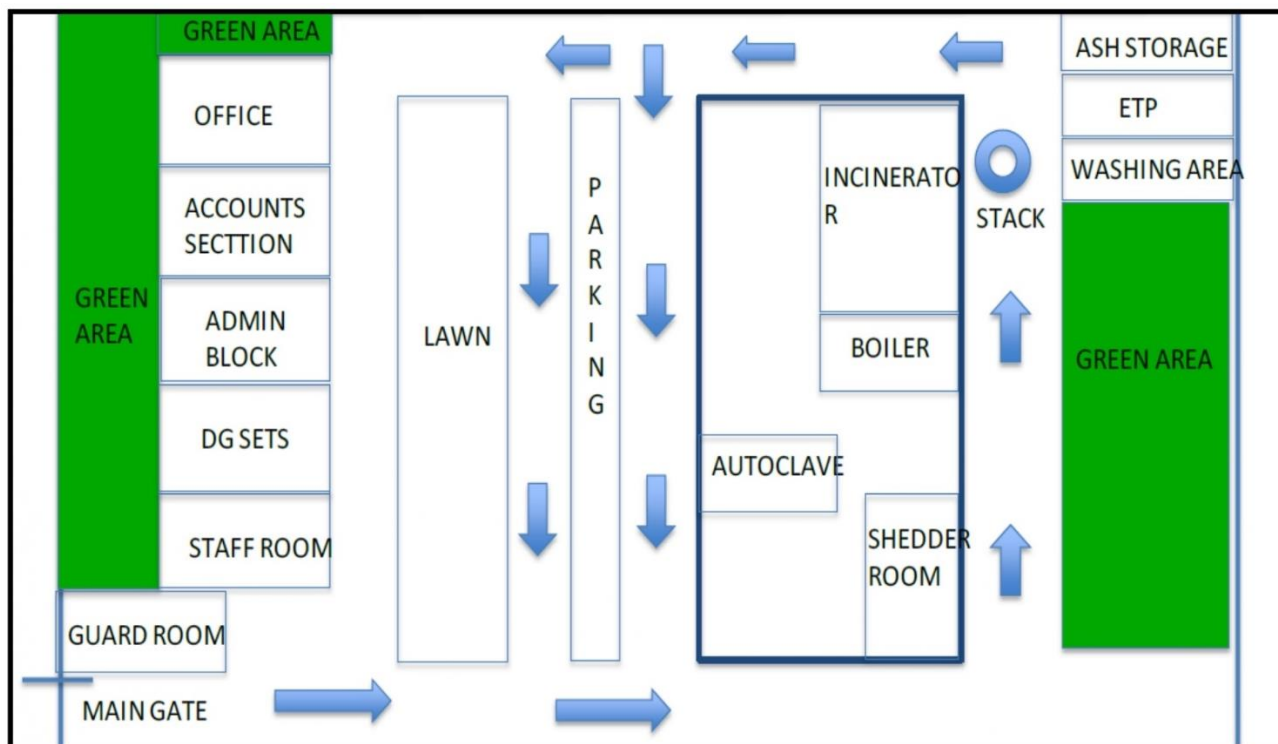 GREEN AREA
OFFICE
ACCOUNTS
SECTTION
GREEN
AREA
ADMIN
BLOCK
DG SETS
STAFF ROOM
GUARD ROOM
MAIN GATE
LAWN
P
A
R
K
I
N
G
INCINERATO
R
BOILER
AUTOCLAVE
SHEDDER
ROOM
STACK
ASH STORAGE
ETP
WASHING AREA
GREEN AREA